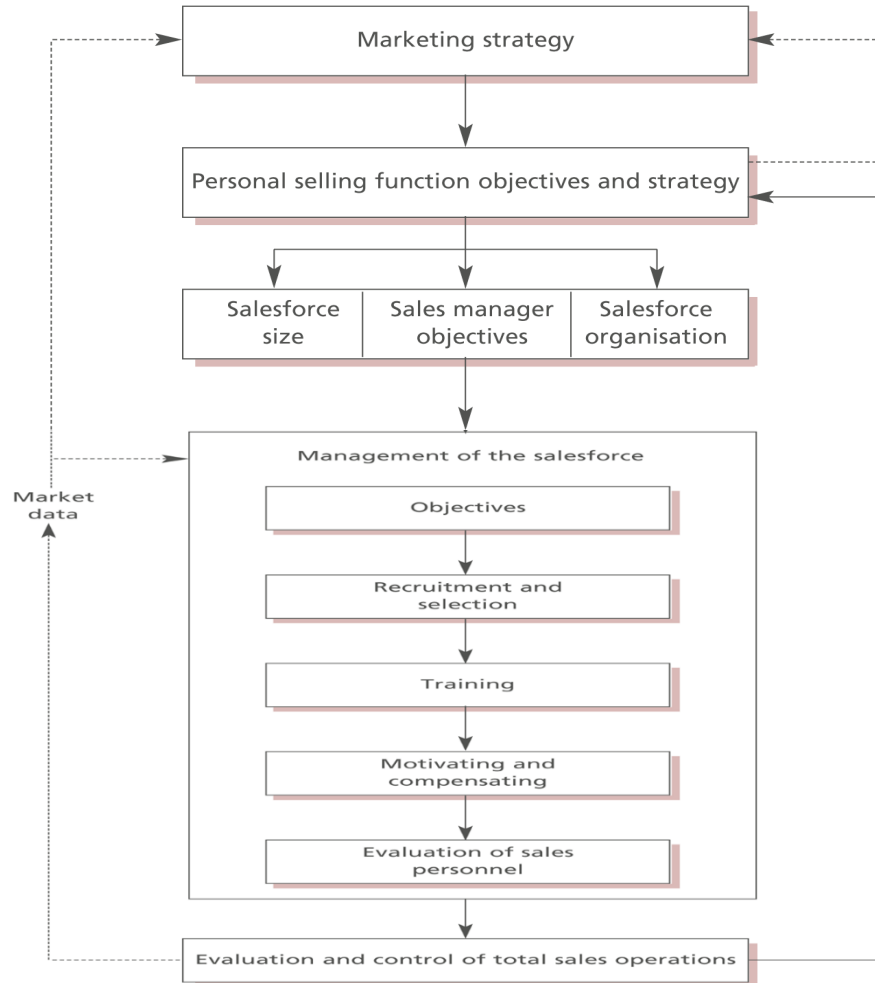 Marketing strategy
Personal selling function objectives and strategy
Salesforce
size
Sales manager
objectives
Salesforce
organisation
Management of the salesforce
Market
data
Objectives
Recruitment and
selection
Training
Motivating and
compensating
Evaluation of sales
personnel
Evaluation and control of total sales operations